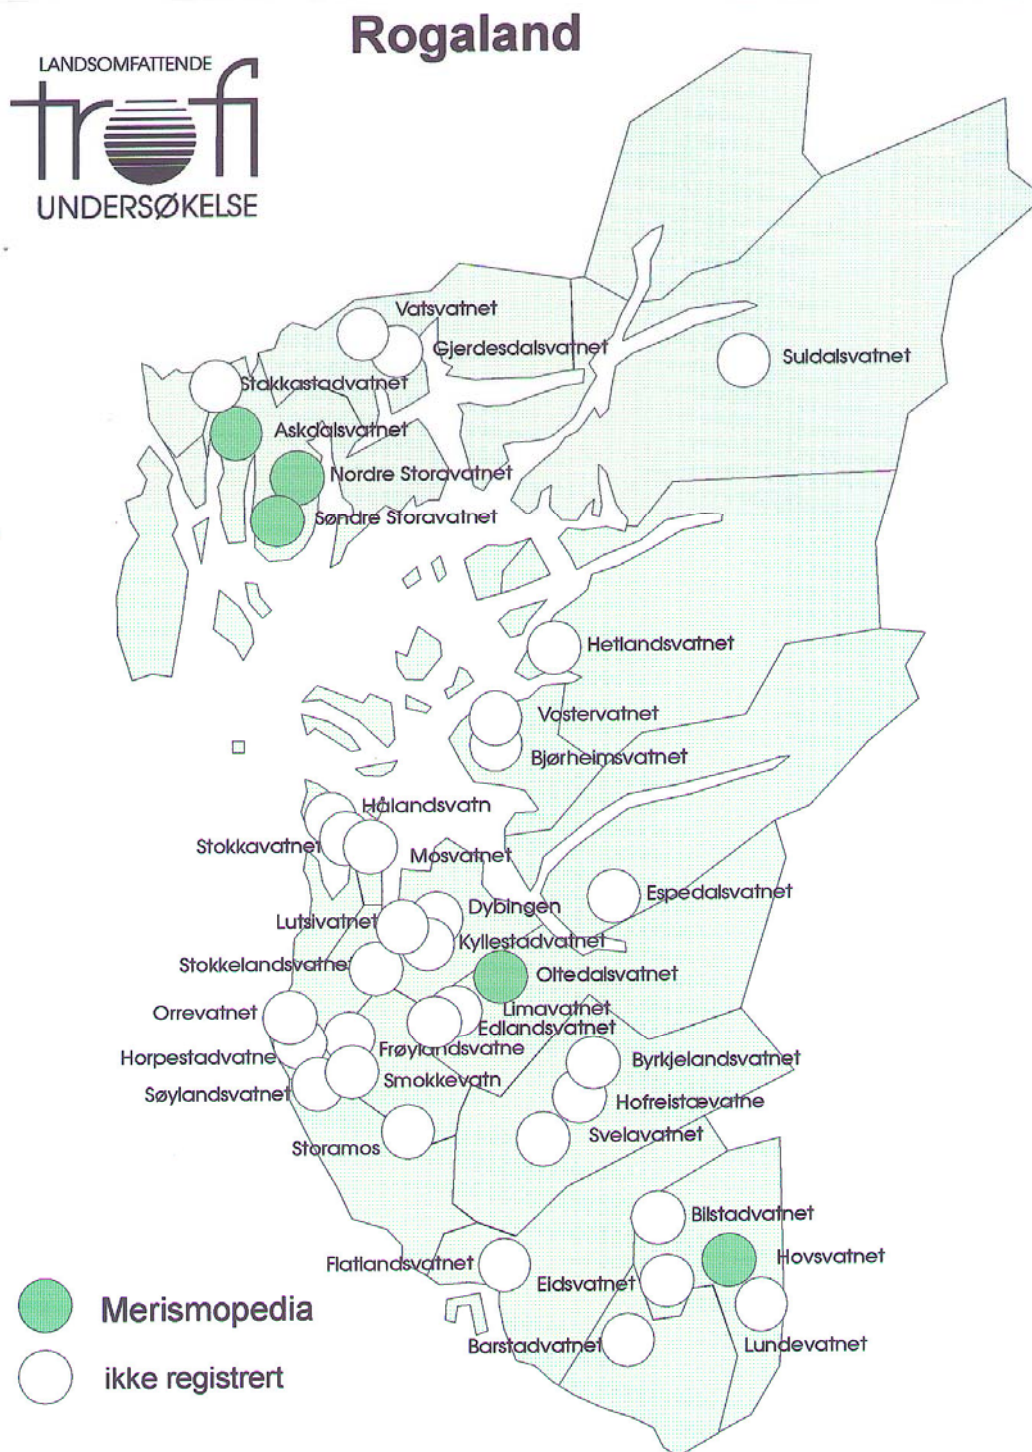 Rogaland
LANDSOMFATTENDE
trofi
UNDERSØKELSE
Vatsvatnet
Gjerdesdalsvatnet
Suldalsvatnet
Stakkastadvatnet
Askdalsvatnet
Nordre Storavatnet
Søndre Storavatnet
Hetlandsvatnet
Vostervatnet
Bjørheimsvatnet
Hålandsvatn
Stokkavatnet
Mosvatnet
Espedalsvatnet
Dybingen
Lutsivatnet
Kyllestadvatnet
Stokkelandsvatne
Oltedalsvatnet
Limavatnet
Orrevatnet
Edlandsvatnet
Frøylandsvatne
Horpestadvatne
Byrkjelandsvatnet
Smokkevatn
Søylandsvatnet
Hofreistævatne
Svelavatnet
Storamos
Bilstadvatnet
Hovsvatnet
Flatlandsvatnet
Eidsvatnet
Merismopedia
Barstadvatnet
Lundevatnet
ikke registrert